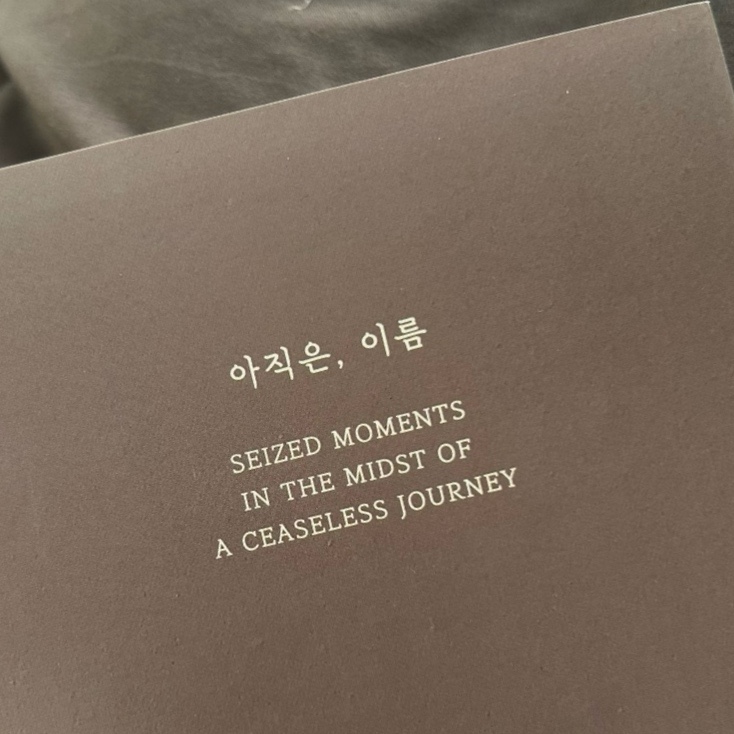 아직은, 이름
SEIZED MOMENTS
IN THE MIDST OF
A CEASELESS JOURNEY